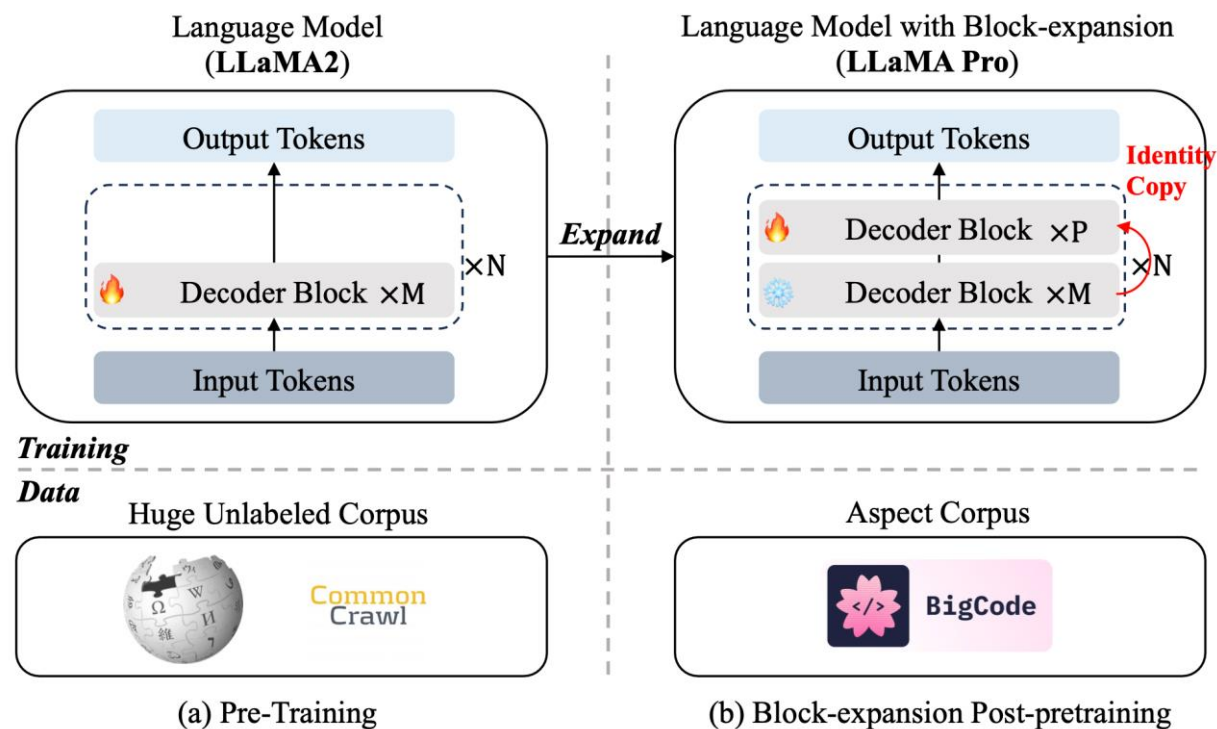 Language Model
(LLaMA2)
Output Tokens
Decoder Block ×M
×N
Input Tokens
Expand
Language Model with Block-expansion
(LLaMA Pro)
Output Tokens
Identity
Copy
Decoder Block ×P
Decoder Block ×M
×N
Input Tokens
Training
Data
Huge Unlabeled Corpus
Ω
W
維
И
Common
Crawl
(a) Pre-Training
Aspect Corpus
</>
BigCode
(b) Block-expansion Post-pretraining